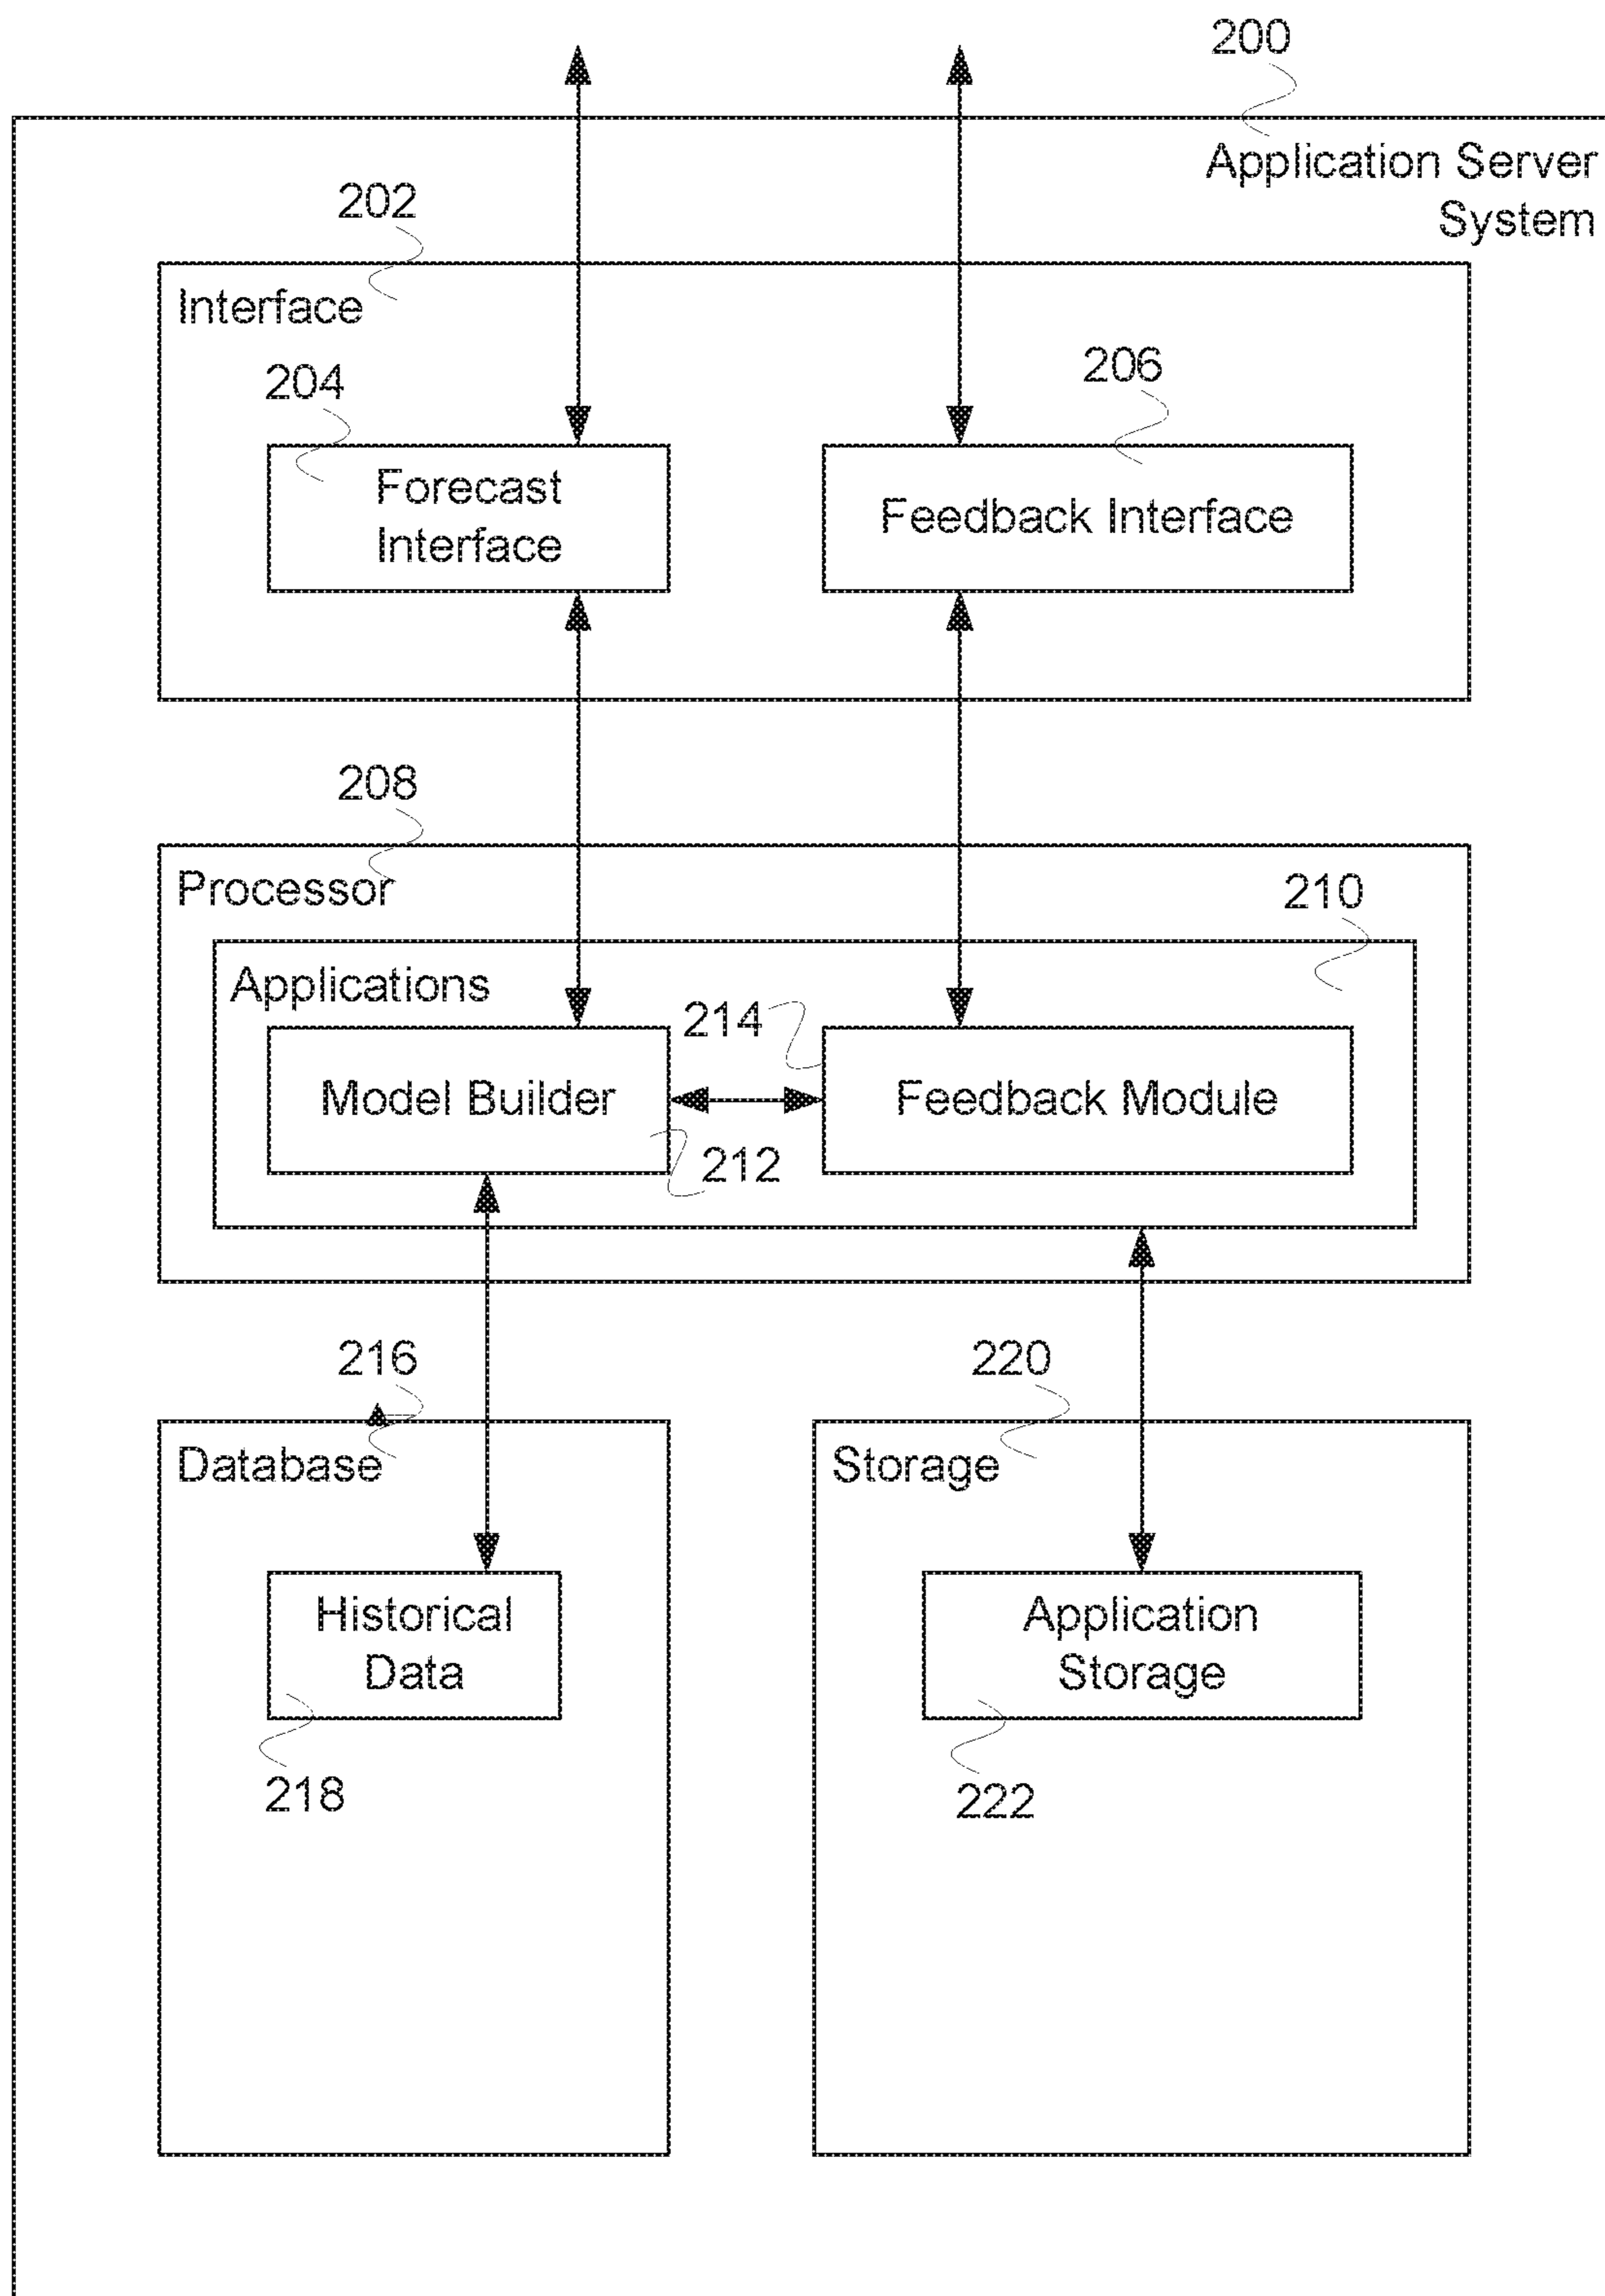 200
Application Server
System
202
Interface
204
206
Forecast
Interface
Feedback Interface
208
Processor
210
Applications
214
Model Builder
Feedback Module
212
216
220
Database
Storage
Historical
Data
Application
Storage
218
222